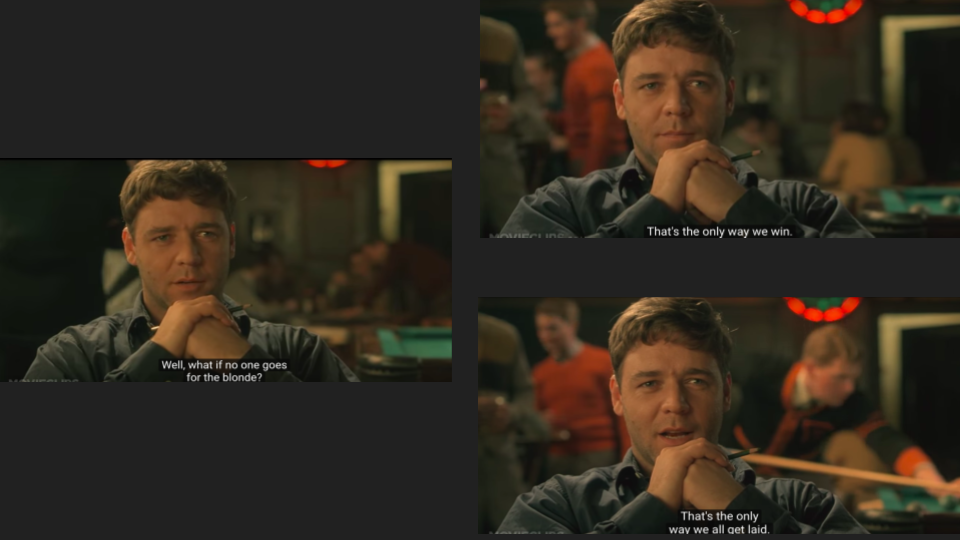 Well, what if no one goes
for the blonde?
MOVIECLIPS
That's the only way we win.
That's the only
way we all get laid.